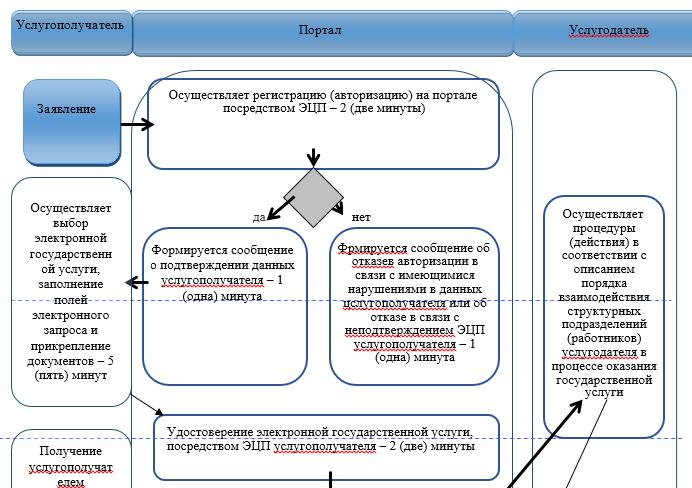 Услугополучатель
Портал
Услугодатель
Заявление
Осуществляет регистрацию (авторизацию) на портале
посредством ЭЦП – 2 (две минуты)
да
нет
Осуществляет
выбор
электронной
государственн
ой услуги,
заполнение
полей
электронного
запроса и
прикрепление
документов – 5
(пять) минут
Формируется сообщение
о подтверждении данных
услугополучателя – 1
(одна) минута
Фрмируется сообщение об
отказев авторизации в
связи с имеющимися
нарушениями в данных
цслугополучателя или об
отказе в связи с
неподтверждением ЭЦП
услугополучателя – 1
(одна) минута
Осуществляет
процедуры
(действия) в
соответствии с
описанием
порядка
взаимодействия
структурных
подразделений
(работников)
услугодателя в
процессе оказания
государственной
услуги
Удостоверение электронной государственной услуги,
посредством ЭЦП услугополучателя – 2 (две) минуты
Получение
услугополучат
елем